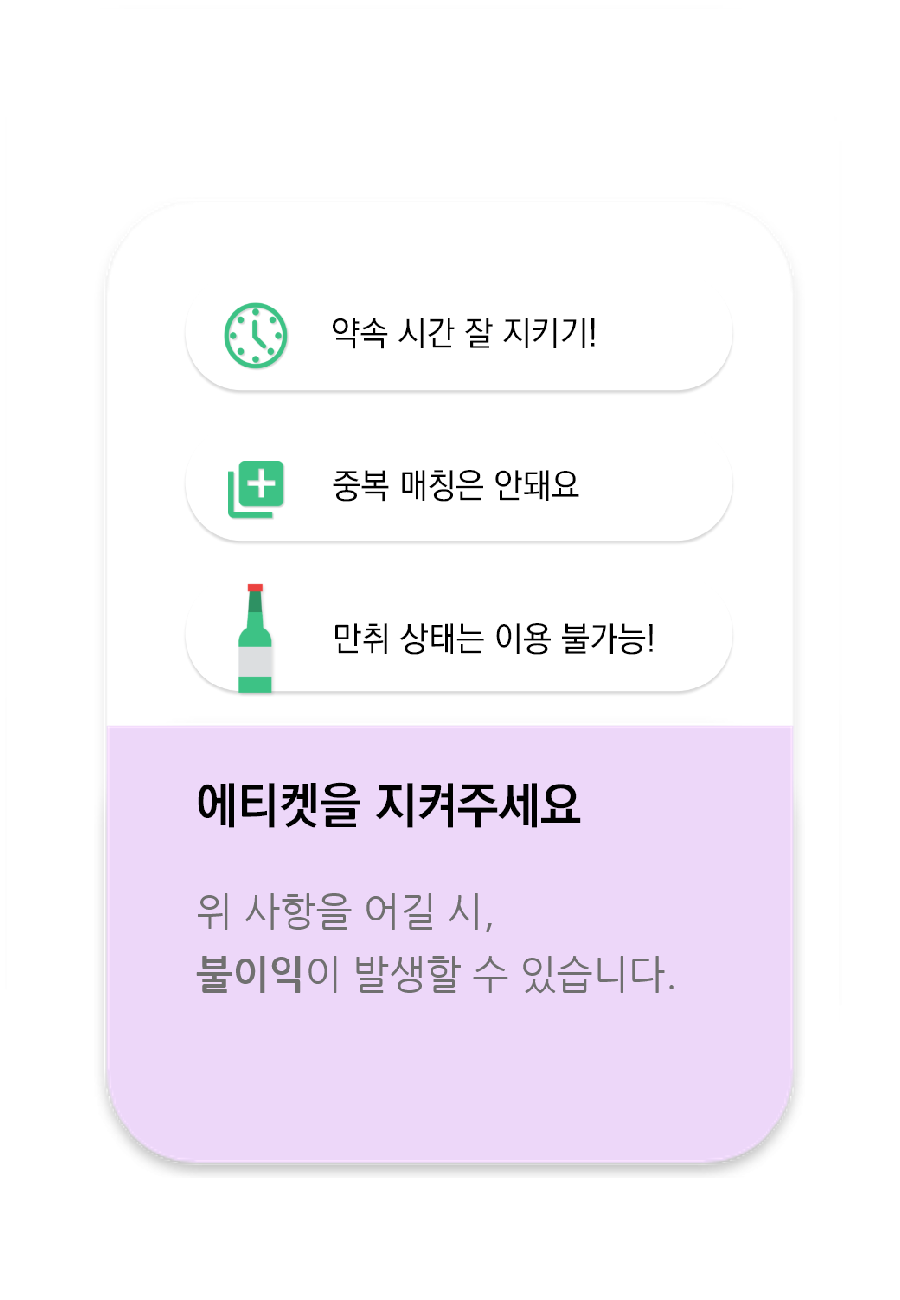 약속 시간 잘 지키기!
중복 매칭은 안돼요
만취 상태는 이용 불가능!
에티켓을 지켜주세요
위 사항을 어길 시,
불이익이 발생할 수 있습니다.